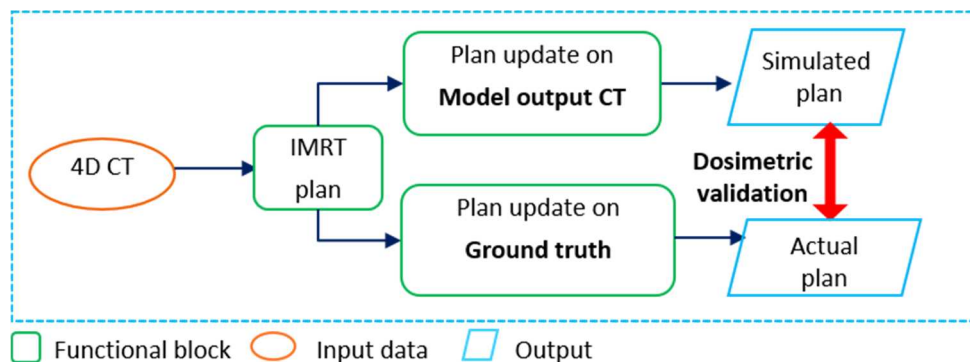 4D CT
IMRT
plan
Plan update on
Model output CT
Plan update on
Ground truth
Simulated
plan
Dosimetric
validation
Actual
plan
Functional block
Input data
Output